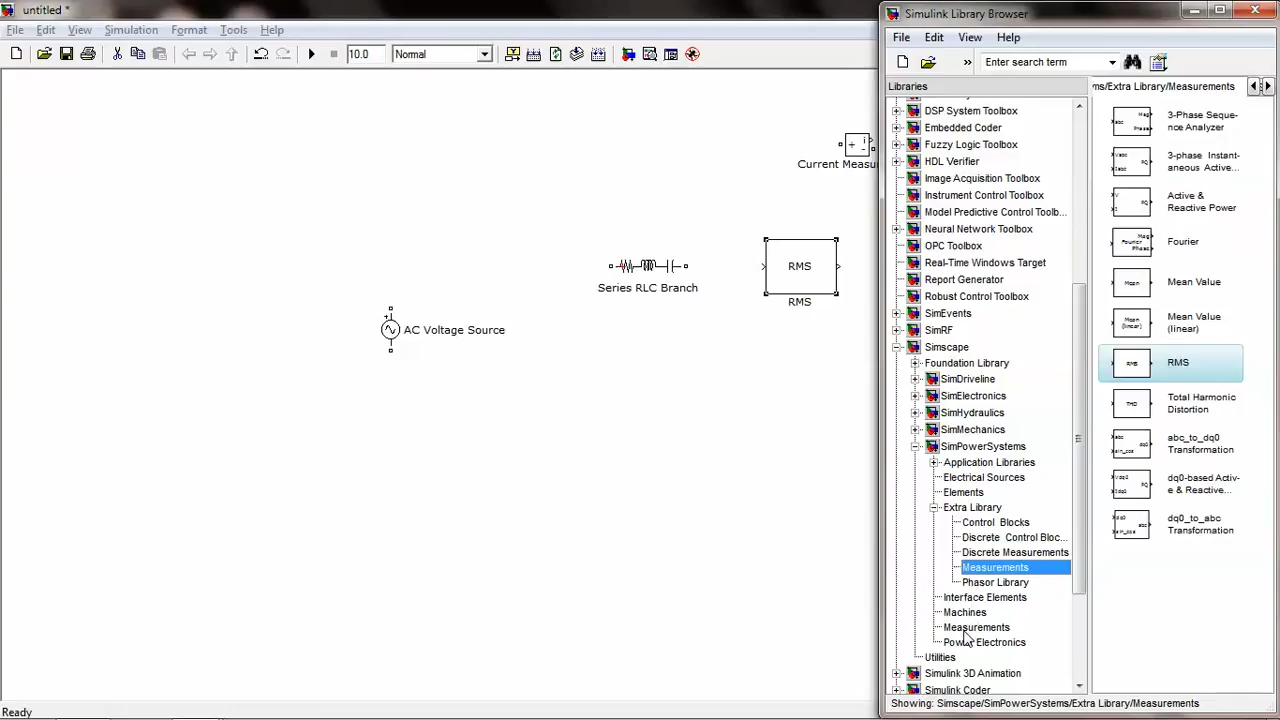 untitled *
File Edit View Simulation Format Tools Help
10.0 Normal
Current Measur
RMS
RMS
Series RLC Branch
AC Voltage Source
Ready
Simulink Library Browser
File Edit View Help
» Enter search term
Libraries
DSP System Toolbox
Embedded Coder
Fuzzy Logic Toolbox
HDL Verifier
Image Acquisition Toolbox
Instrument Control Toolbox
Model Predictive Control Toolb...
Neural Network Toolbox
OPC Toolbox
Real-Time Windows Target
Report Generator
Robust Control Toolbox
SimEvents
SimRF
Simscape
Foundation Library
SimDriveline
SimElectronics
SimHydraulics
SimMechanics
SimPowerSystems
Application Libraries
Electrical Sources
Elements
Extra Library
Control Blocks
Discrete Control Bloc...
Discrete Measurements
Measurements
Phasor Library
Interface Elements
Machines
Measurements
Power Electronics
Utilities
Simulink 3D Animation
Simulink Coder
ms/Extra Library/Measurements
3-Phase Seque-
nce Analyzer
3-phase Instant-
aneous Active...
Active &
Reactive Power
Fourier
Mean Value
Mean Value
(linear)
RMS
Total Harmonic
Distortion
abc_to_dq0
Transformation
dq0-based Activ-
e & Reactive...
dq0_to_abc
Transformation
Showing: Simscape/SimPowerSystems/Extra Library/Measurements